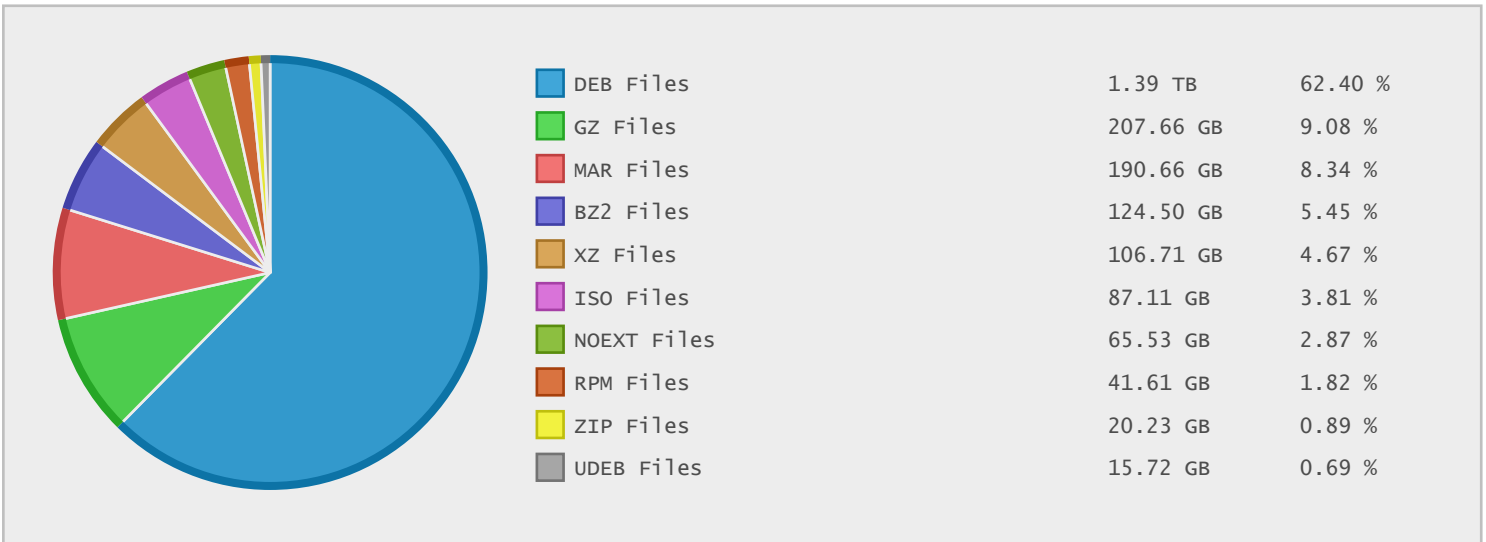 DEB Files 1.39 TB 62.40 %
GZ Files 207.66 GB 9.08 %
MAR Files 190.66 GB 8.34 %
BZ2 Files 124.50 GB 5.45 %
XZ Files 106.71 GB 4.67 %
ISO Files 87.11 GB 3.81 %
NOEXT Files 65.53 GB 2.87 %
RPM Files 41.61 GB 1.82 %
ZIP Files 20.23 GB 0.89 %
UDEB Files 15.72 GB 0.69 %